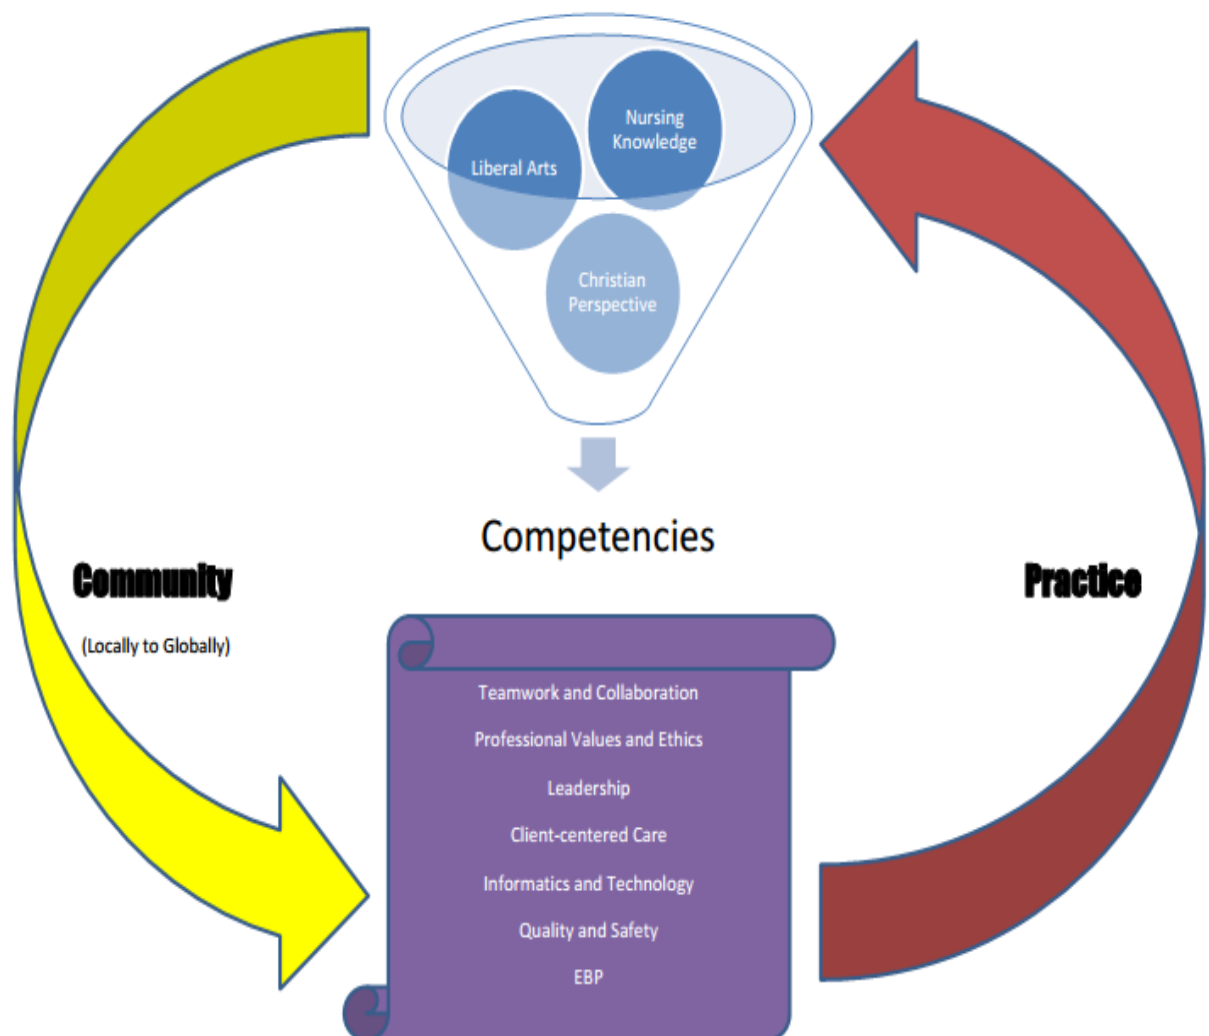 Nursing
Knowledge
Liberal Arts
Christian
Perspective
Competencies
Community
(Locally to Globally)
Practice
Teamwork and Collaboration
Professional Values and Ethics
Leadership
Client-centered Care
Informatics and Technology
Quality and Safety
EBP